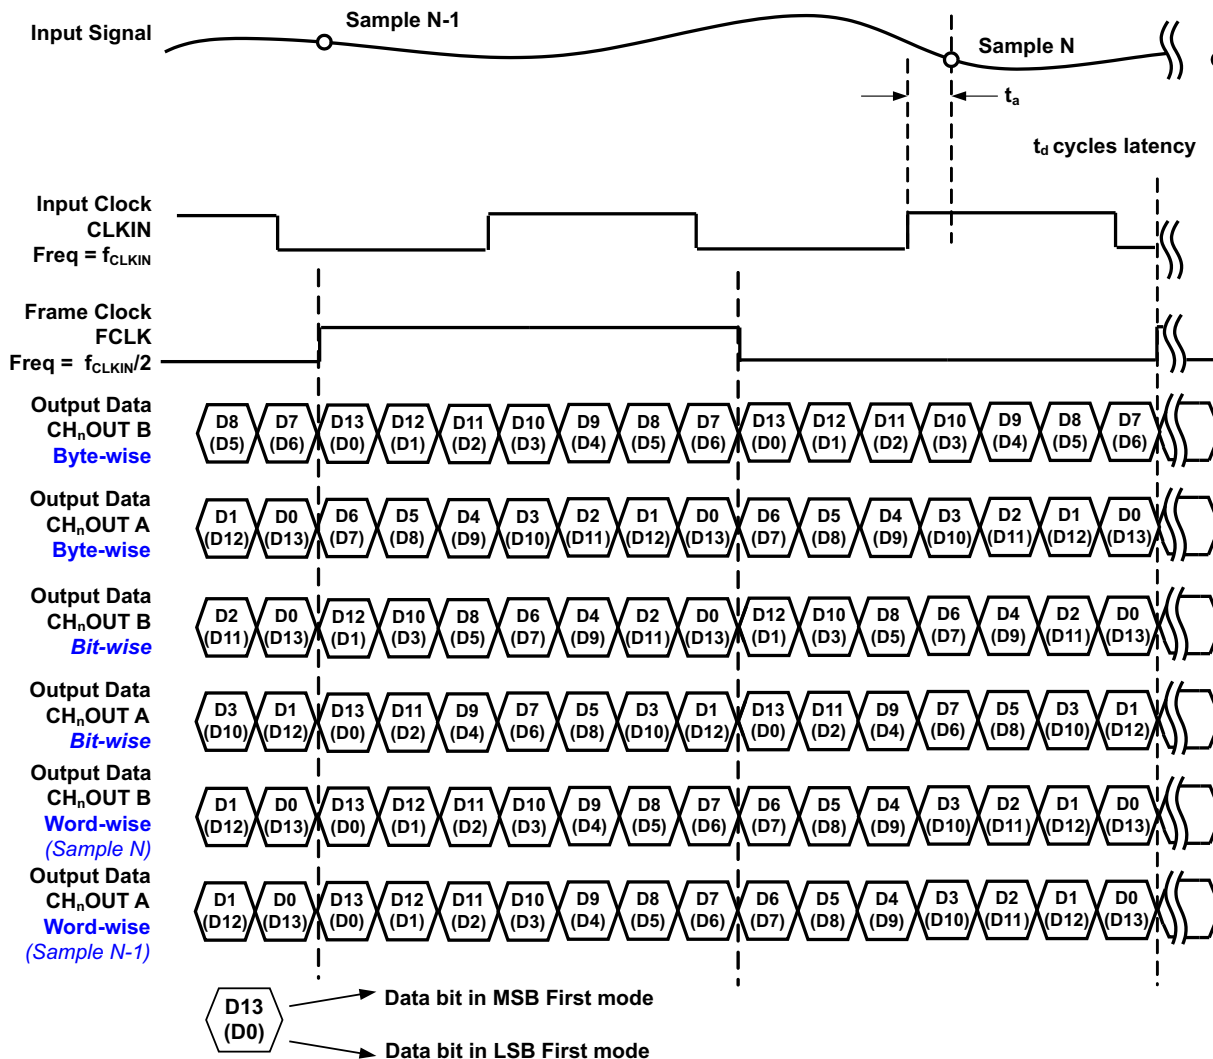 Input Signal
Sample N-1
Sample N
ta
td cycles latency
Input Clock
CLKIN
Freq = fCLKIN
Frame Clock
FCLK
Freq = fCLKIN/2
Output Data
CHnOUT B
Byte-wise
D8 D7 D13 D12 D11 D10 D9 D8 D7 D13 D12 D11 D10 D9 D8 D7
(D5) (D6) (D0) (D1) (D2) (D3) (D4) (D5) (D6) (D0) (D1) (D2) (D3) (D4) (D5) (D6)
Output Data
CHnOUT A
Byte-wise
D1 D0 D6 D5 D4 D3 D2 D1 D0 D6 D5 D4 D3 D2 D1 D0
(D12) (D13) (D7) (D8) (D9) (D10) (D11) (D12) (D13) (D7) (D8) (D9) (D10) (D11) (D12) (D13)
Output Data
CHnOUT B
Bit-wise
D2 D0 D12 D10 D8 D6 D4 D2 D0 D12 D10 D8 D6 D4 D2 D0
(D11) (D13) (D1) (D3) (D5) (D7) (D9) (D11) (D13) (D1) (D3) (D5) (D7) (D9) (D11) (D13)
Output Data
CHnOUT A
Bit-wise
D3 D1 D13 D11 D9 D7 D5 D3 D1 D13 D11 D9 D7 D5 D3 D1
(D10) (D12) (D0) (D2) (D4) (D6) (D8) (D10) (D12) (D0) (D2) (D4) (D6) (D8) (D10) (D12)
Output Data
CHnOUT B
Word-wise
(Sample N)
D1 D0 D13 D12 D11 D10 D9 D8 D7 D6 D5 D4 D3 D2 D1 D0
(D12) (D13) (D0) (D1) (D2) (D3) (D4) (D5) (D6) (D7) (D8) (D9) (D10) (D11) (D12) (D13)
Output Data
CHnOUT A
Word-wise
(Sample N-1)
D1 D0 D13 D12 D11 D10 D9 D8 D7 D6 D5 D4 D3 D2 D1 D0
(D12) (D13) (D0) (D1) (D2) (D3) (D4) (D5) (D6) (D7) (D8) (D9) (D10) (D11) (D12) (D13)
D13
(D0)
Data bit in MSB First mode
Data bit in LSB First mode